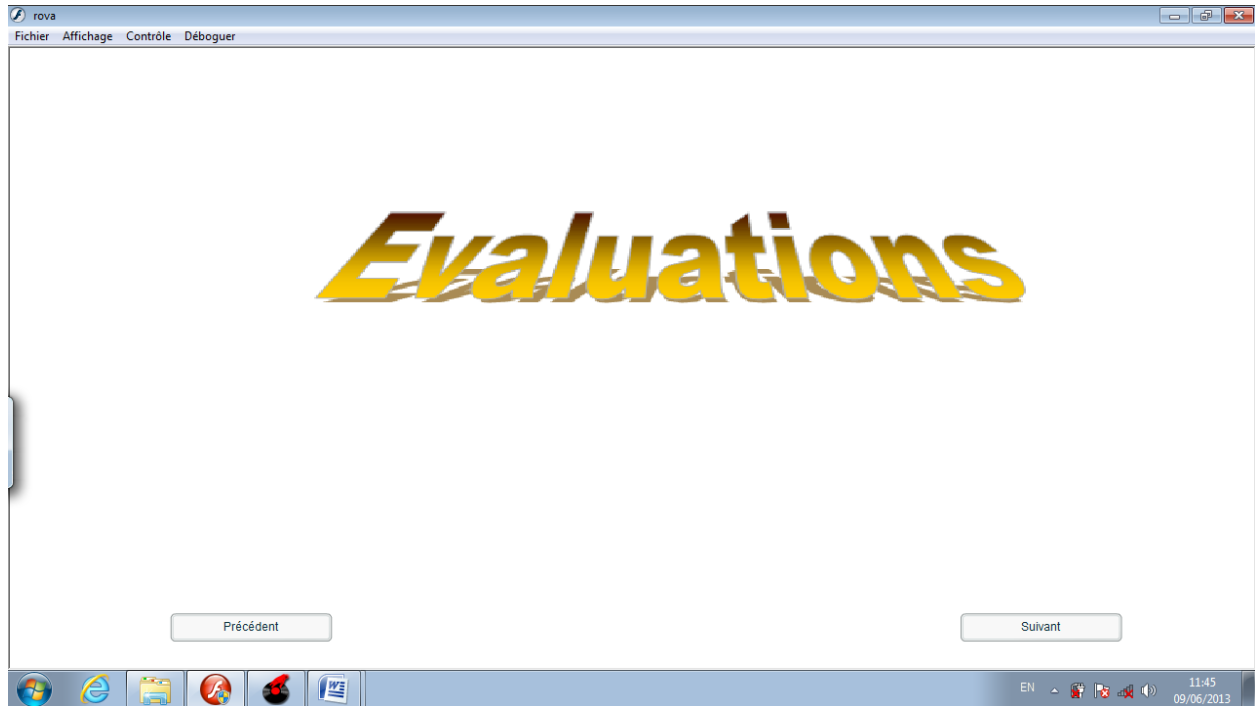 rova
Fichier Affichage Contrôle Déboguer
Evaluations
Précédent
Suivant
EN
11:45
09/06/2013